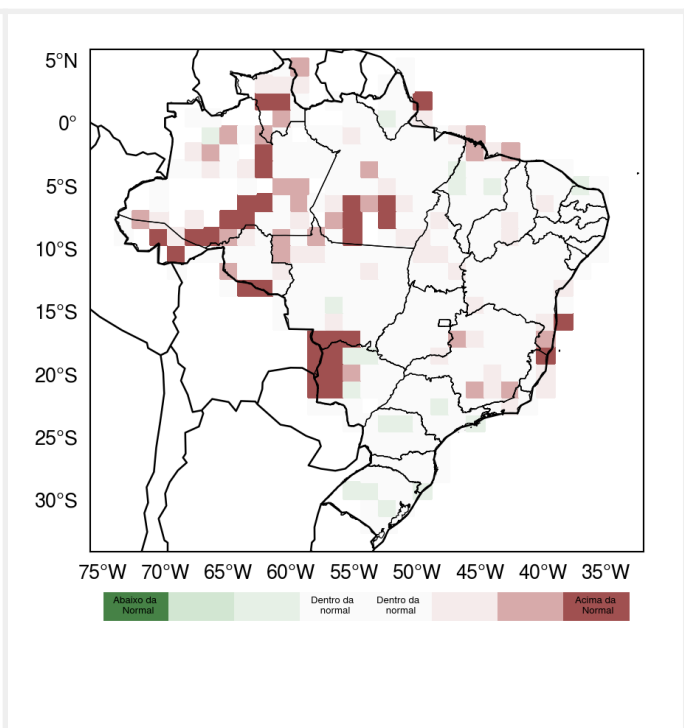 5°N
0°
5°S
10°S
15°S
20°S
25°S
30°S
75°W 70°W 65°W 60°W 55°W 50°W 45°W 40°W 35°W
Abaixo da Dentro da Dentro da Acima da
Normal normal normal Normal